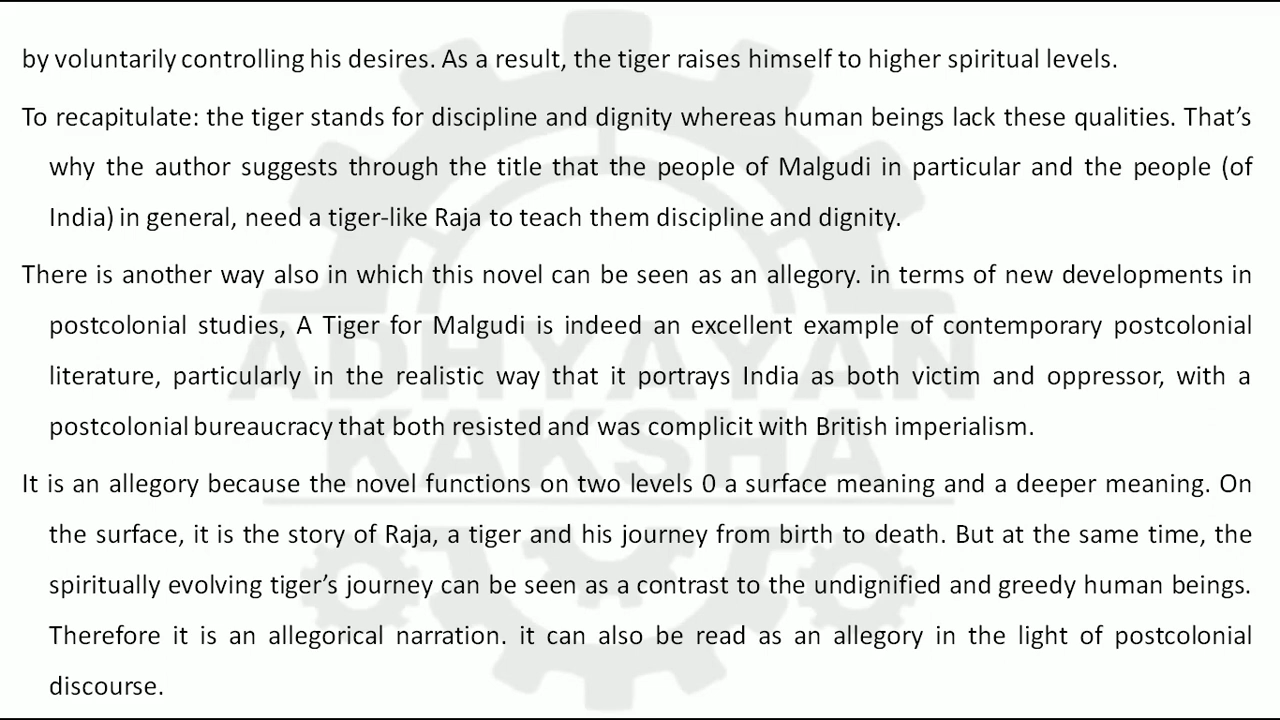 by voluntarily controlling his desires. As a result, the tiger raises himself to higher spiritual levels.
To recapitulate: the tiger stands for discipline and dignity whereas human beings lack these qualities. That’s
why the author suggests through the title that the people of Malgudi in particular and the people (of
India) in general, need a tiger-like Raja to teach them discipline and dignity.
There is another way also in which this novel can be seen as an allegory. in terms of new developments in
postcolonial studies, A Tiger for Malgudi is indeed an excellent example of contemporary postcolonial
literature, particularly in the realistic way that it portrays India as both victim and oppressor, with a
postcolonial bureaucracy that both resisted and was complicit with British imperialism.
It is an allegory because the novel functions on two levels 0 a surface meaning and a deeper meaning. On
the surface, it is the story of Raja, a tiger and his journey from birth to death. But at the same time, the
spiritually evolving tiger’s journey can be seen as a contrast to the undignified and greedy human beings.
Therefore it is an allegorical narration. it can also be read as an allegory in the light of postcolonial
discourse.
ADHYAYAN
KAKSHA